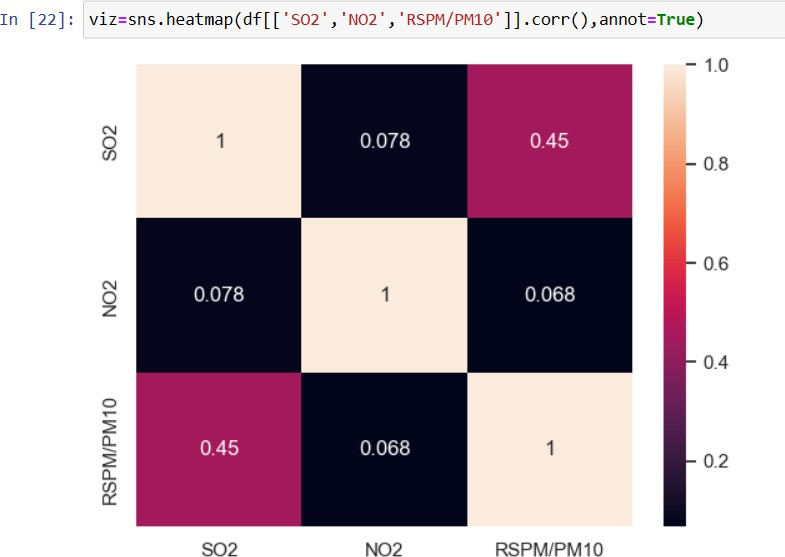 In [22]: viz=sns.heatmap(df[['SO2','NO2','RSPM/PM10']].corr(),annot=True)
1.0
SO2
1 0.078 0.45
0.8
0.6
NO2
0.078 1 0.068
0.4
RSPM/PM10
0.45 0.068 1
0.2
SO2 NO2 RSPM/PM10